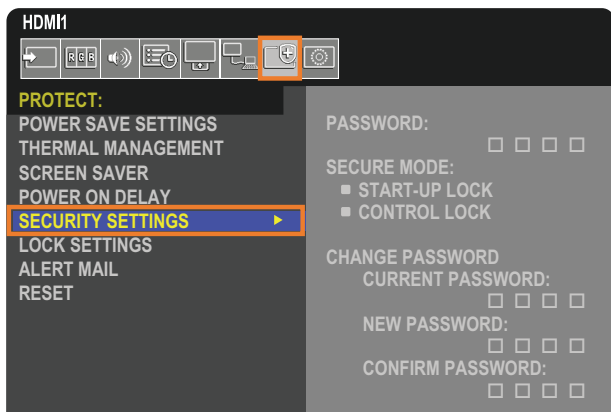 HDMI1
RGB
PROTECT:
POWER SAVE SETTINGS
THERMAL MANAGEMENT
SCREEN SAVER
POWER ON DELAY
SECURITY SETTINGS
LOCK SETTINGS
ALERT MAIL
RESET
PASSWORD:
SECURE MODE:
START-UP LOCK
CONTROL LOCK
CHANGE PASSWORD
CURRENT PASSWORD:
NEW PASSWORD:
CONFIRM PASSWORD: